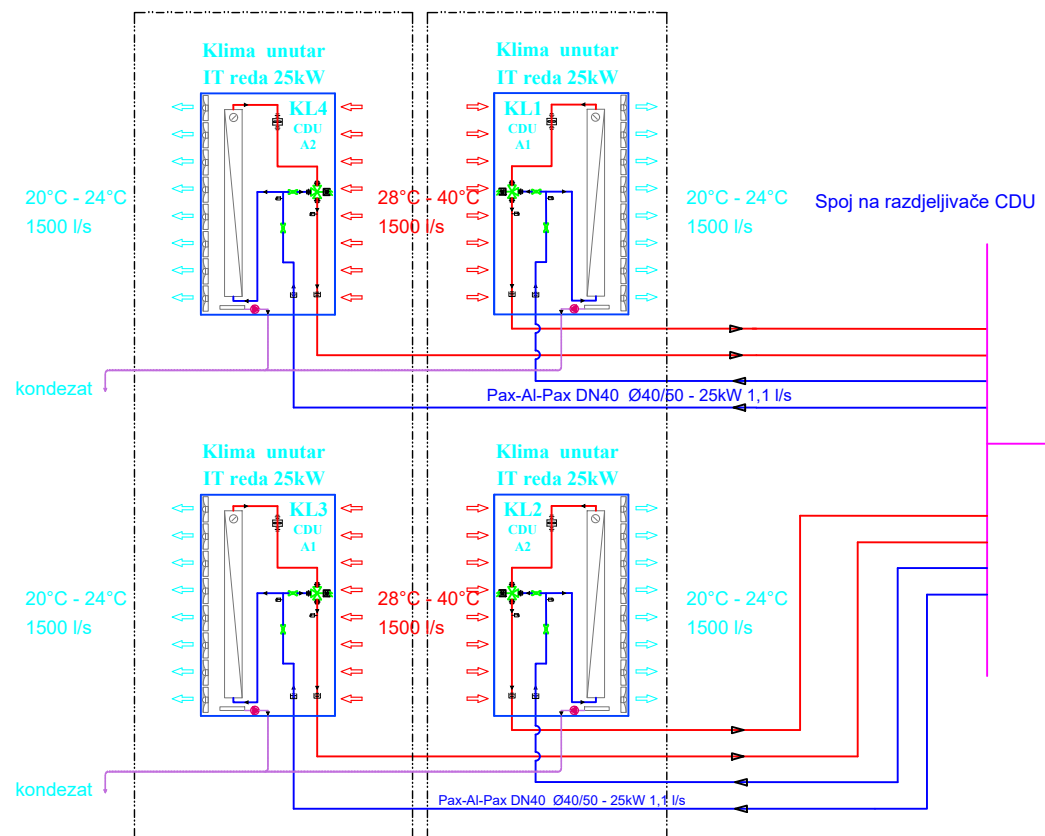 Klima unutar
IT reda 25kW
KL4
CDU
A2
Klima unutar
IT reda 25kW
KL1
CDU
A1
20°C - 24°C
1500 l/s
28°C - 40°C
1500 l/s
20°C - 24°C
1500 l/s
Spoj na razdjeljivače CDU
kondezat
Pax-Al-Pax DN40 Ø40/50 - 25kW 1,1 l/s
Klima unutar
IT reda 25kW
KL3
CDU
A1
Klima unutar
IT reda 25kW
KL2
CDU
A2
20°C - 24°C
1500 l/s
28°C - 40°C
1500 l/s
20°C - 24°C
1500 l/s
kondezat
Pax-Al-Pax DN40 Ø40/50 - 25kW 1,1 l/s